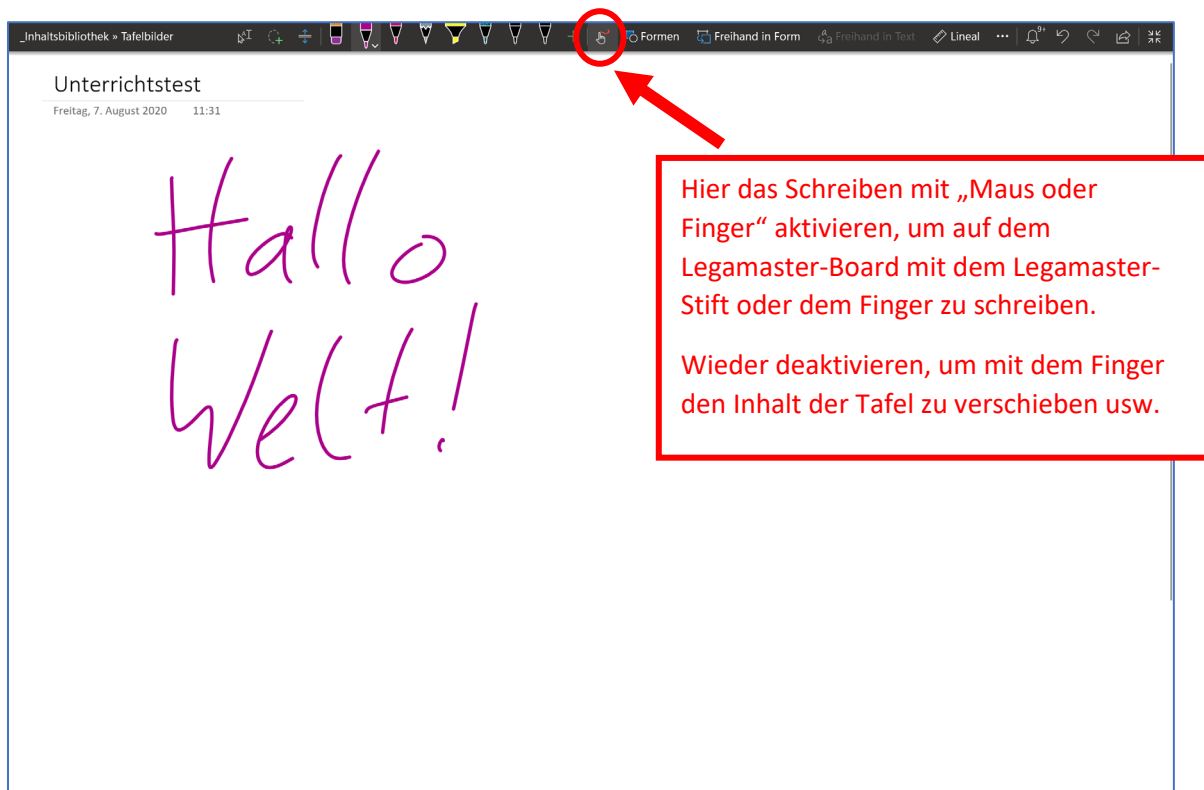 _Inhaltsbibliothek » Tafelbilder
Formen
Freihand in Form
Freihand in Text
Lineal
9+
Unterrichtstest
Freitag, 7. August 2020 11:31
Hallo
Welt!
Hier das Schreiben mit „Maus oder
Finger“ aktivieren, um auf dem
Legamaster-Board mit dem Legamaster-
Stift oder dem Finger zu schreiben.
Wieder deaktivieren, um mit dem Finger
den Inhalt der Tafel zu verschieben usw.